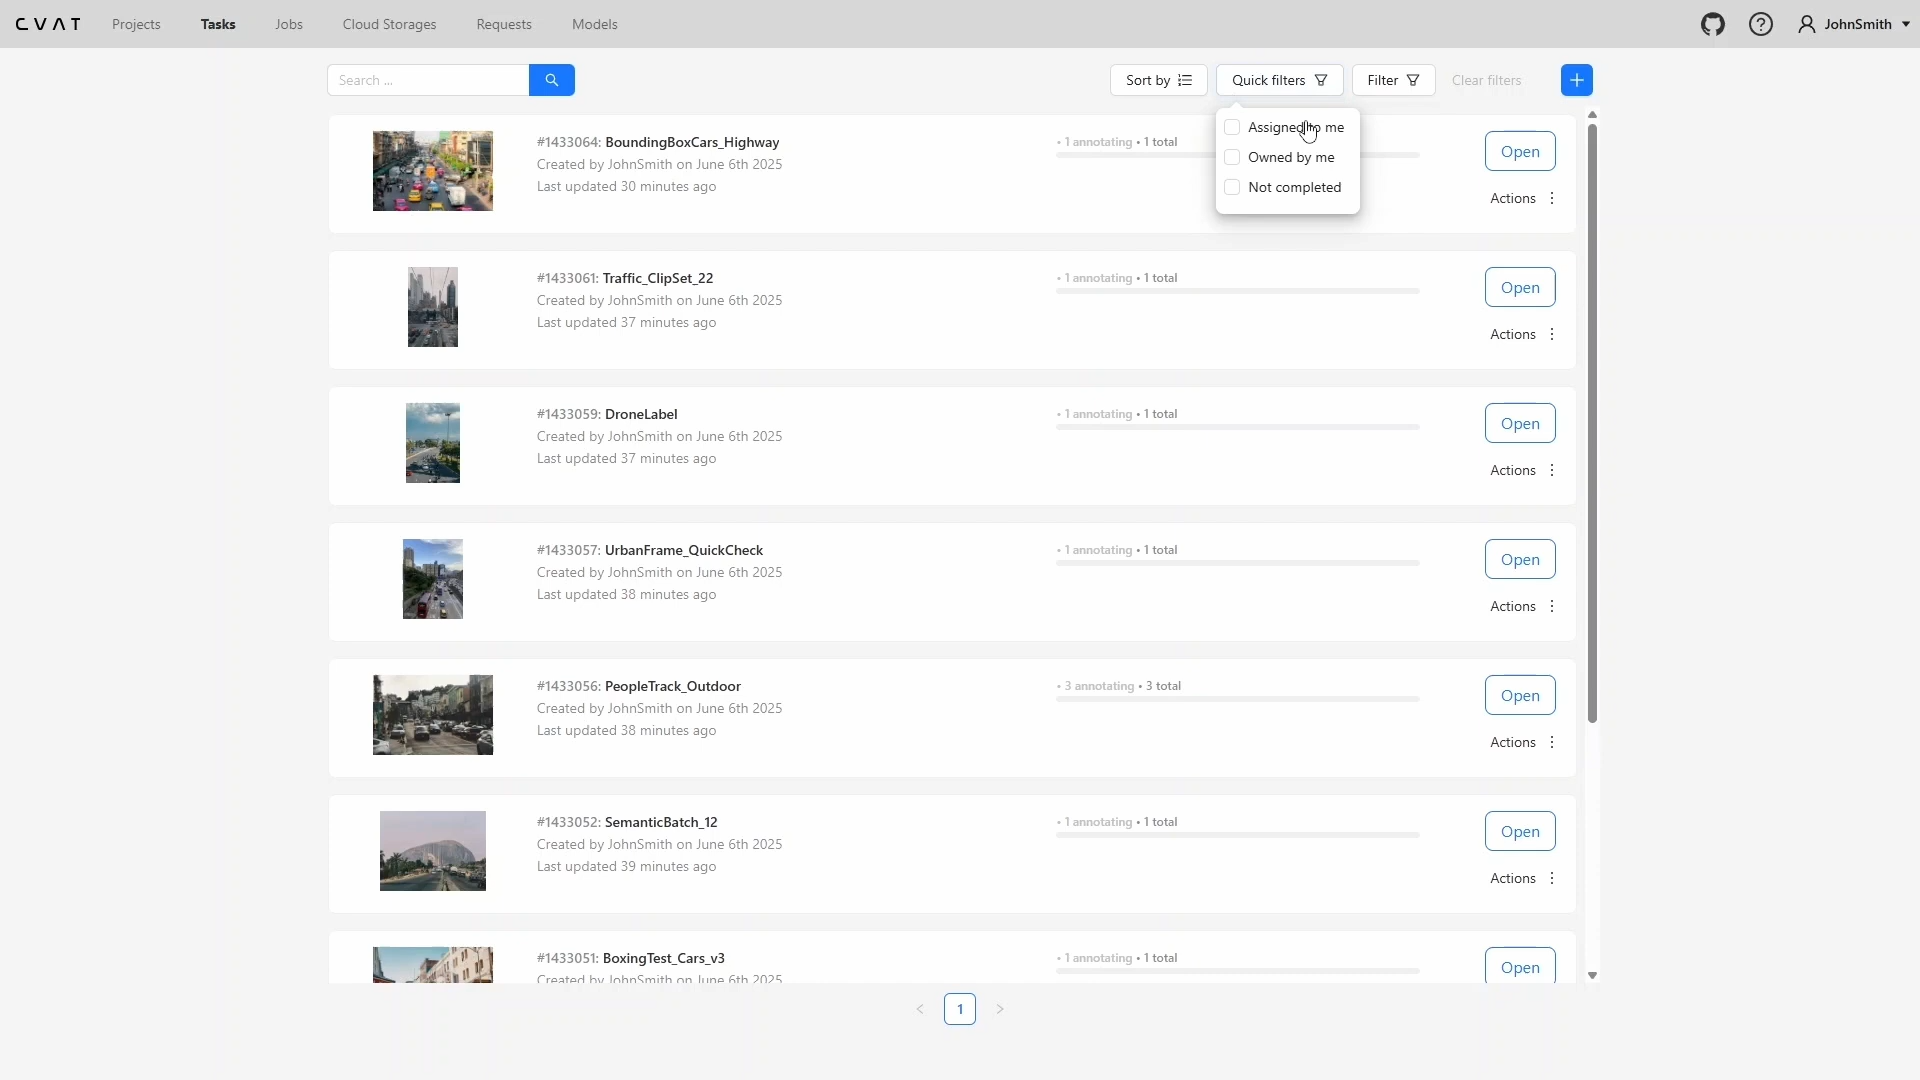 CVAT Projects Tasks Jobs Cloud Storages Requests Models JohnSmith
Search ... Sort by Quick filters Filter Clear filters
Assigned to me
Owned by me
Not completed
#1433064: BoundingBoxCars_Highway • 1 annotating • 1 total Open
Created by JohnSmith on June 6th 2025
Last updated 30 minutes ago Actions
#1433061: Traffic_ClipSet_22 • 1 annotating • 1 total Open
Created by JohnSmith on June 6th 2025
Last updated 37 minutes ago Actions
#1433059: DroneLabel • 1 annotating • 1 total Open
Created by JohnSmith on June 6th 2025
Last updated 37 minutes ago Actions
#1433057: UrbanFrame_QuickCheck • 1 annotating • 1 total Open
Created by JohnSmith on June 6th 2025
Last updated 38 minutes ago Actions
#1433056: PeopleTrack_Outdoor • 3 annotating • 3 total Open
Created by JohnSmith on June 6th 2025
Last updated 38 minutes ago Actions
#1433052: SemanticBatch_12 • 1 annotating • 1 total Open
Created by JohnSmith on June 6th 2025
Last updated 39 minutes ago Actions
#1433051: BoxingTest_Cars_v3 • 1 annotating • 1 total Open
Created by JohnSmith on June 6th 2025
1